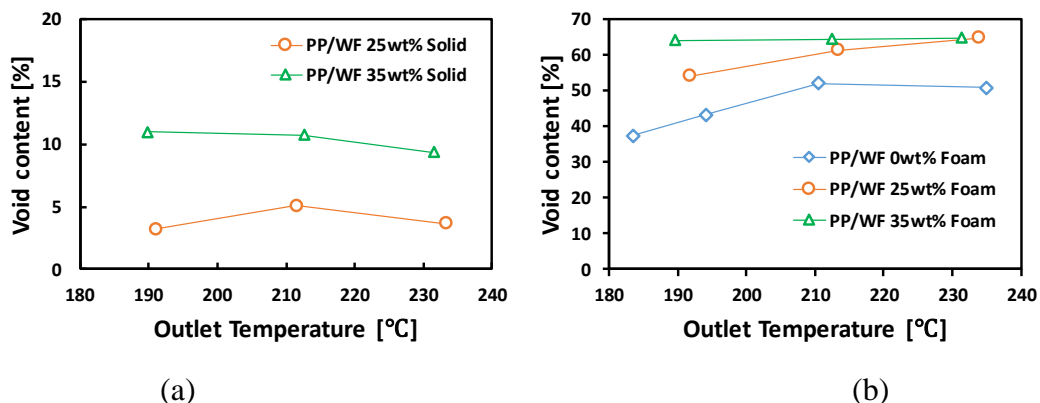 20
15
10
5
0
Void content [%]
PP/WF 25wt% Solid
PP/WF 35wt% Solid
180 190 200 210 220 230 240
Outlet Temperature [℃]
(a)
70
60
50
40
30
20
10
0
Void content [%]
PP/WF 0wt% Foam
PP/WF 25wt% Foam
PP/WF 35wt% Foam
180 190 200 210 220 230 240
Outlet Temperature [℃]
(b)